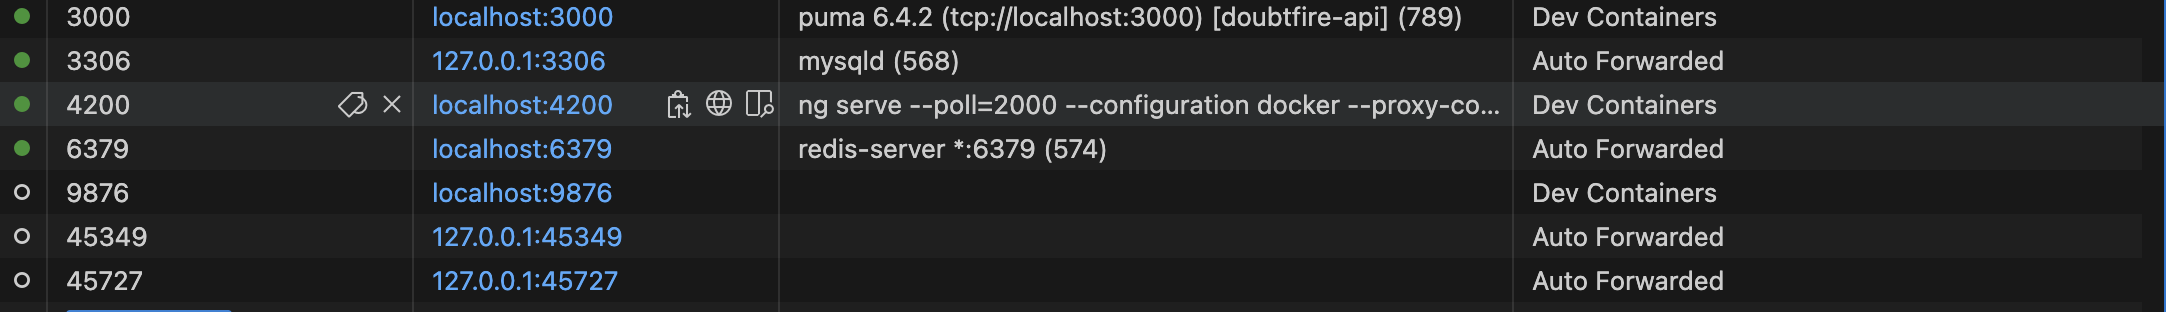 3000 localhost:3000 puma 6.4.2 (tcp://localhost:3000) [doubtfire-api] (789) Dev Containers
3306 127.0.0.1:3306 mysqld (568) Auto Forwarded
4200 localhost:4200 ng serve --poll=2000 --configuration docker --proxy-co... Dev Containers
6379 localhost:6379 redis-server *:6379 (574) Auto Forwarded
9876 localhost:9876 Dev Containers
45349 127.0.0.1:45349 Auto Forwarded
45727 127.0.0.1:45727 Auto Forwarded